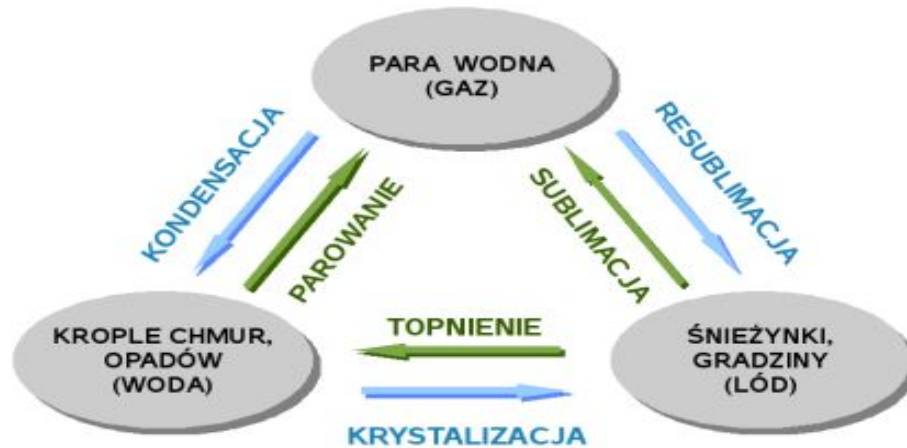 PARA WODNA
(GAZ)
KONDENSACJA
PAROWANIE
SUBLIMACJA
RESUBLIMACJA
KROPLE CHMUR,
OPADÓW
(WODA)
TOPNIENIE
ŚNIEŻYNKI,
GRADZINY
(LÓD)
KRYSTALIZACJA